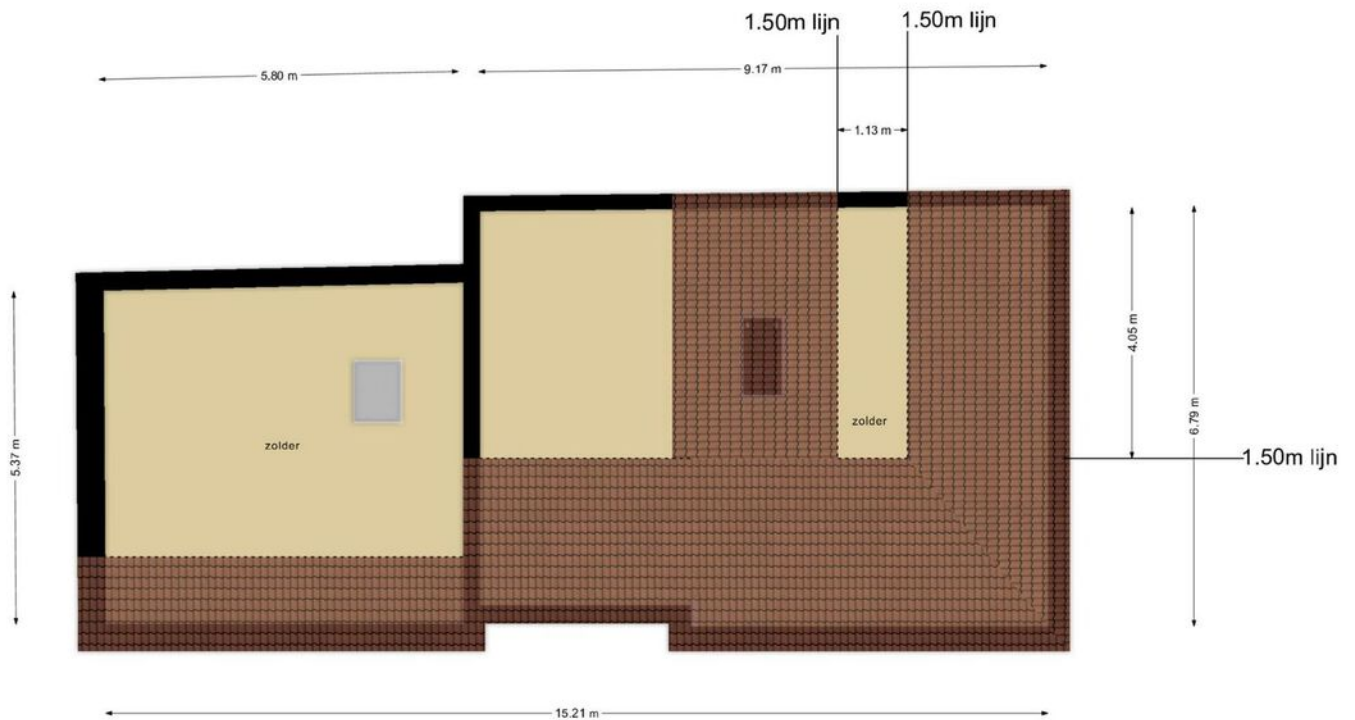 1.50m lijn
1.50m lijn
5.80 m
9.17 m
1.13 m
4.05 m
6.79 m
5.37 m
zolder
zolder
1.50m lijn
15.21 m